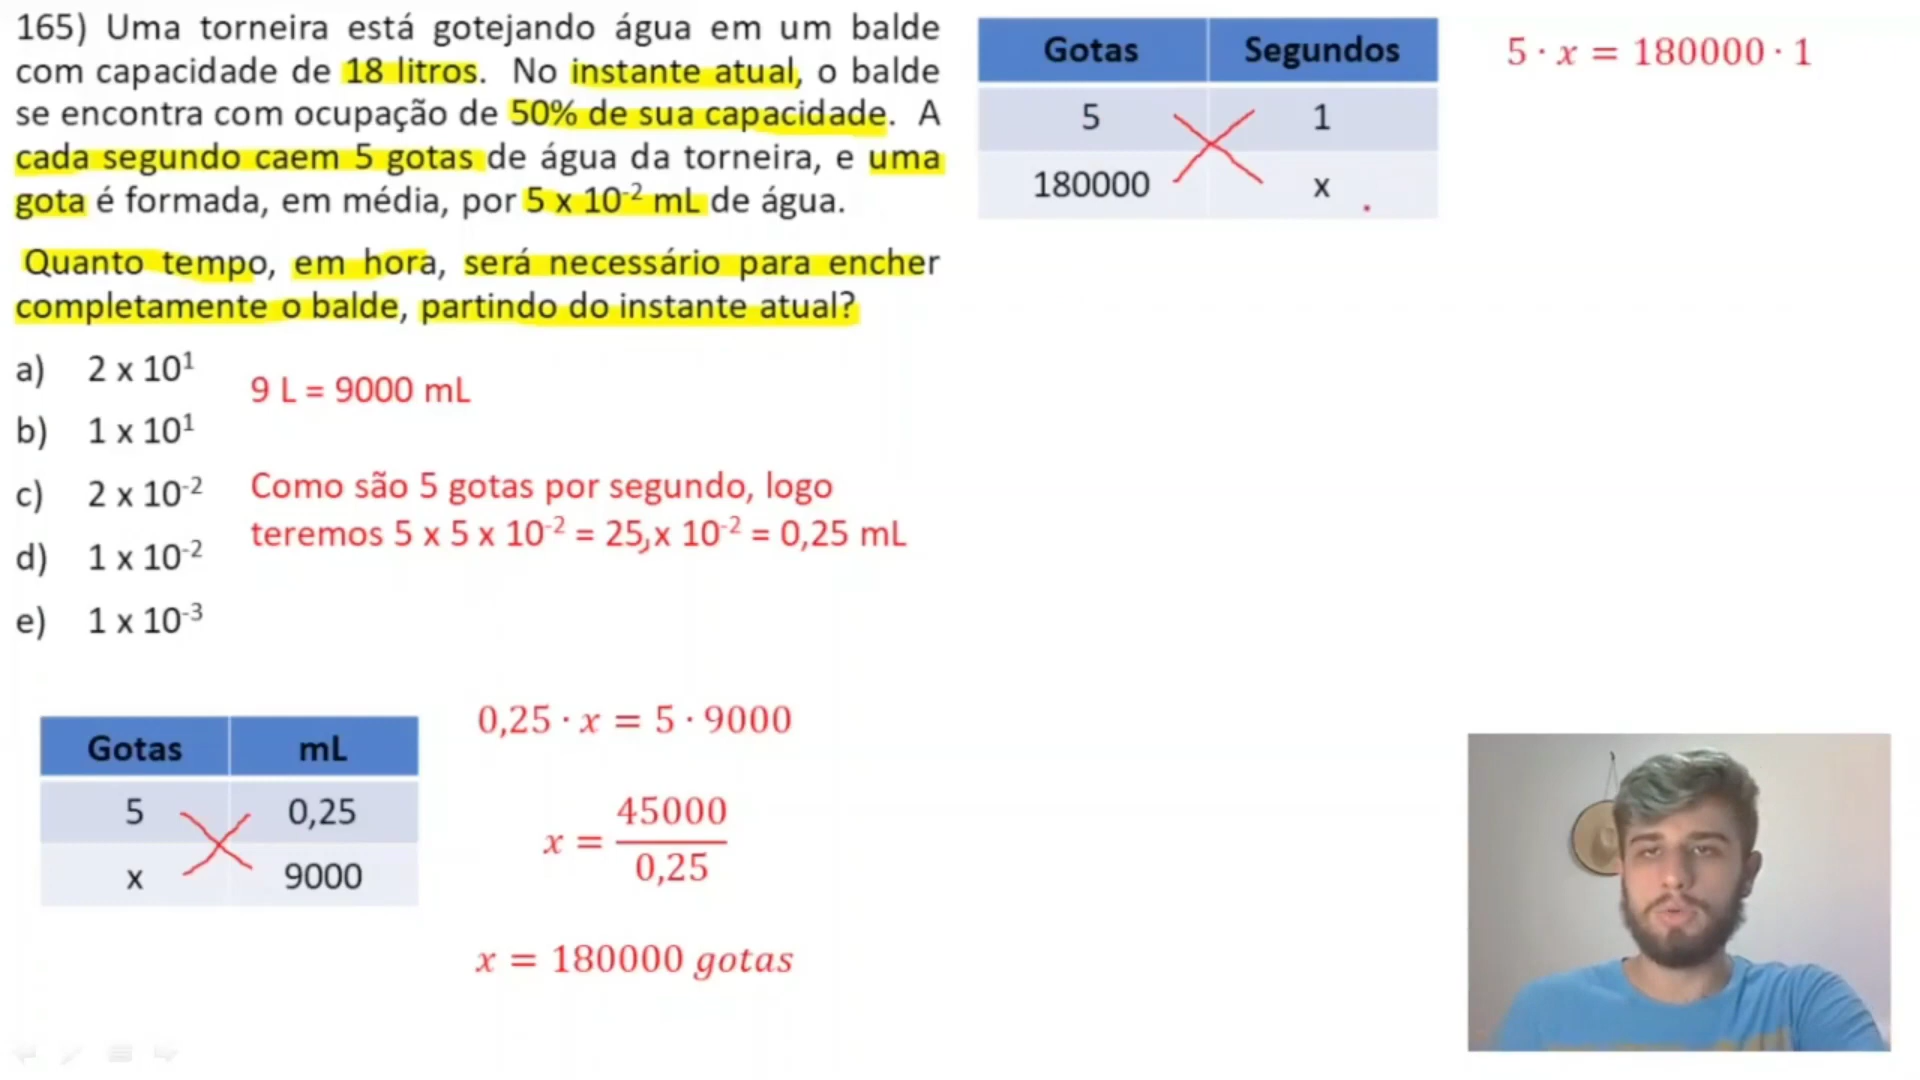 165) Uma torneira está gotejando água em um balde
com capacidade de 18 litros. No instante atual, o balde
se encontra com ocupação de 50% de sua capacidade. A
cada segundo caem 5 gotas de água da torneira, e uma
gota é formada, em média, por 5 x 10⁻² mL de água.
Quanto tempo, em hora, será necessário para encher
completamente o balde, partindo do instante atual?
a) 2 x 10¹
b) 1 x 10¹
c) 2 x 10⁻²
d) 1 x 10⁻²
e) 1 x 10⁻³
9 L = 9000 mL
Como são 5 gotas por segundo, logo
teremos 5 x 5 x 10⁻² = 25,x 10⁻² = 0,25 mL
Gotas mL
5 0,25
x 9000
0,25 · x = 5 · 9000
x = 45000/0,25
x = 180000 gotas
Gotas Segundos
5 1
180000 x
5 · x = 180000 · 1